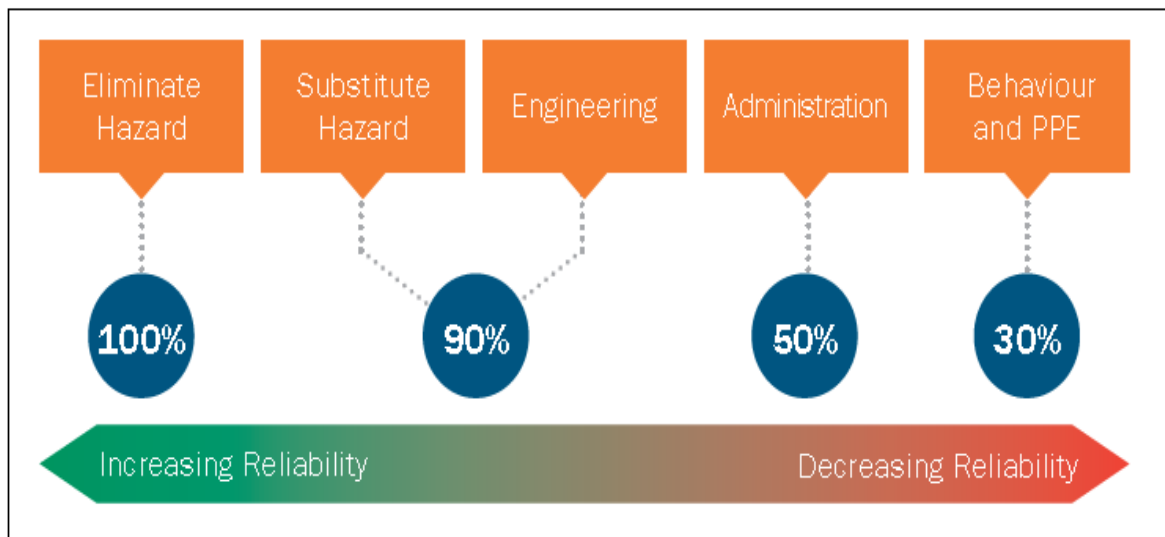 Eliminate
Hazard
Substitute
Hazard
Engineering
Administration
Behaviour
and PPE
100%
90%
50%
30%
Increasing Reliability
Decreasing Reliability